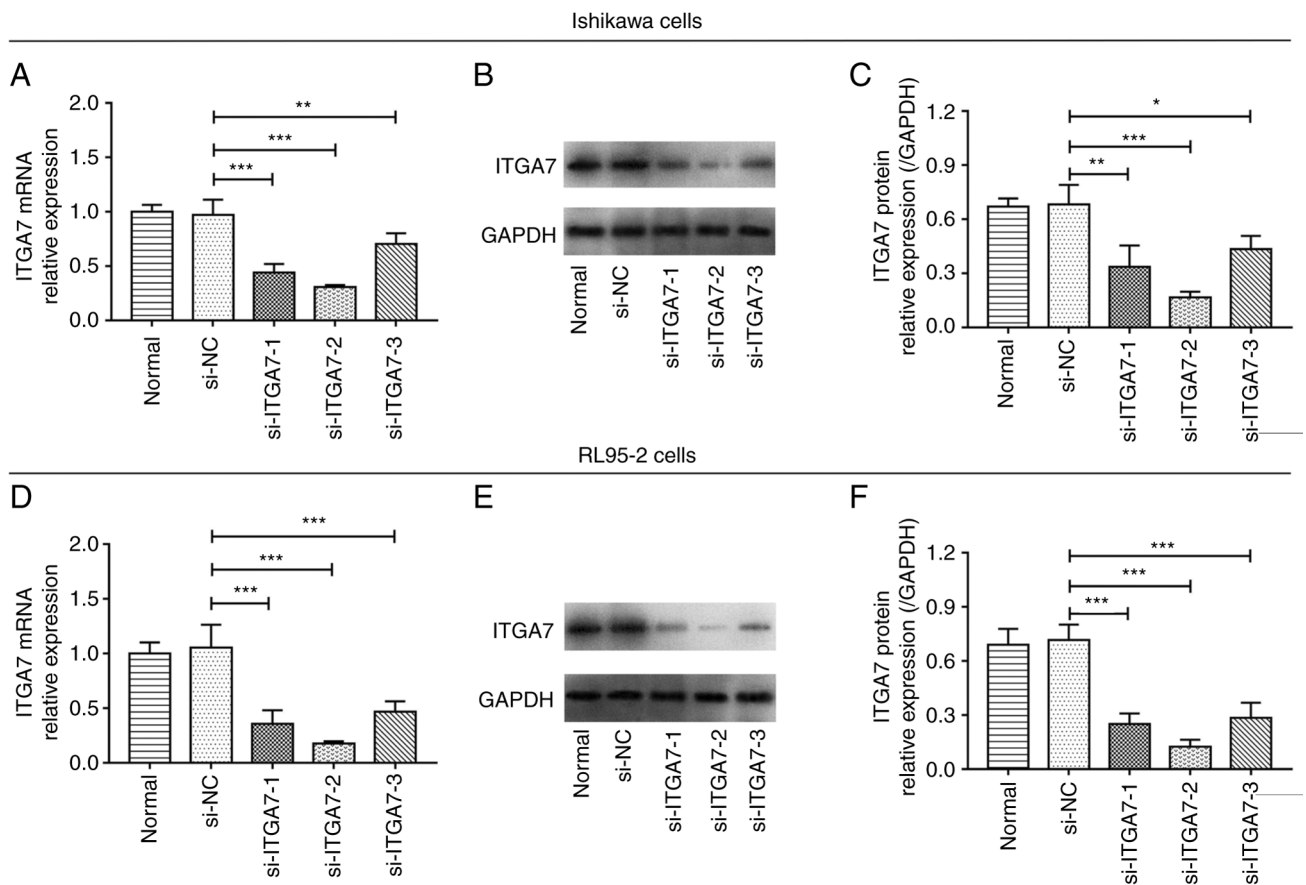 Ishikawa cells
A
ITGA7 mRNA
relative expression
2.0
1.5
1.0
0.5
0.0
**
***
***
Normal
si-NC
si-ITGA7-1
si-ITGA7-2
si-ITGA7-3
B
ITGA7
GAPDH
Normal
si-NC
si-ITGA7-1
si-ITGA7-2
si-ITGA7-3
C
ITGA7 protein
relative expression (/GAPDH)
1.2
0.9
0.6
0.3
0.0
*
***
**
Normal
si-NC
si-ITGA7-1
si-ITGA7-2
si-ITGA7-3
RL95-2 cells
D
ITGA7 mRNA
relative expression
2.0
1.5
1.0
0.5
0.0
***
***
***
Normal
si-NC
si-ITGA7-1
si-ITGA7-2
si-ITGA7-3
E
ITGA7
GAPDH
Normal
si-NC
si-ITGA7-1
si-ITGA7-2
si-ITGA7-3
F
ITGA7 protein
relative expression (/GAPDH)
1.2
0.9
0.6
0.3
0.0
***
***
***
Normal
si-NC
si-ITGA7-1
si-ITGA7-2
si-ITGA7-3